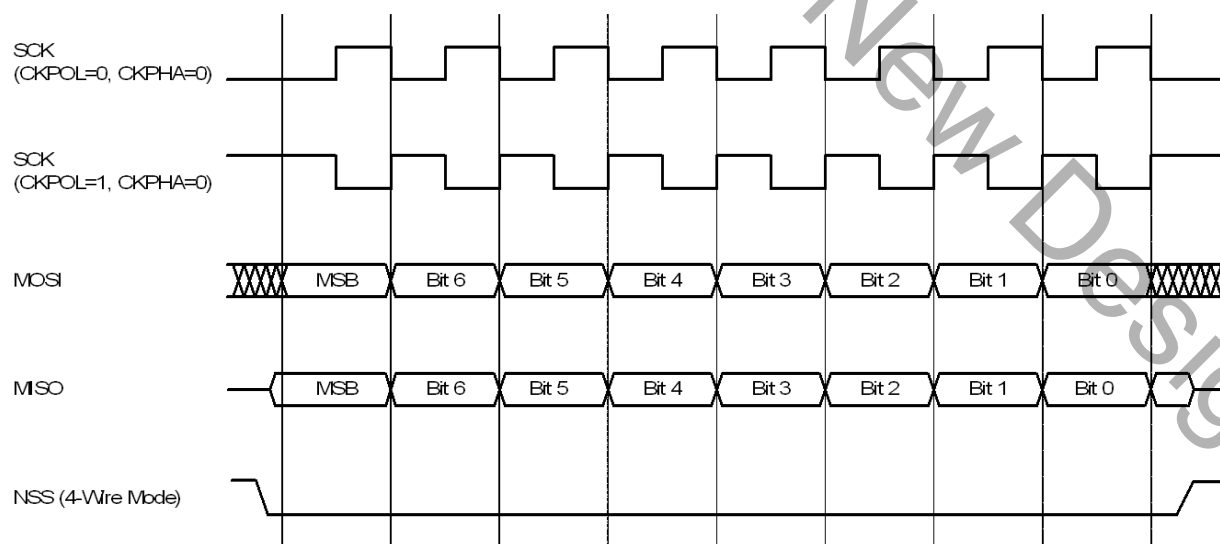 SCK
(CKPOL=0, CKPHA=0)
SCK
(CKPOL=1, CKPHA=0)
MOSI
MSB Bit 6 Bit 5 Bit 4 Bit 3 Bit 2 Bit 1 Bit 0
MISO
MSB Bit 6 Bit 5 Bit 4 Bit 3 Bit 2 Bit 1 Bit 0
NSS (4-Wire Mode)
New Desig